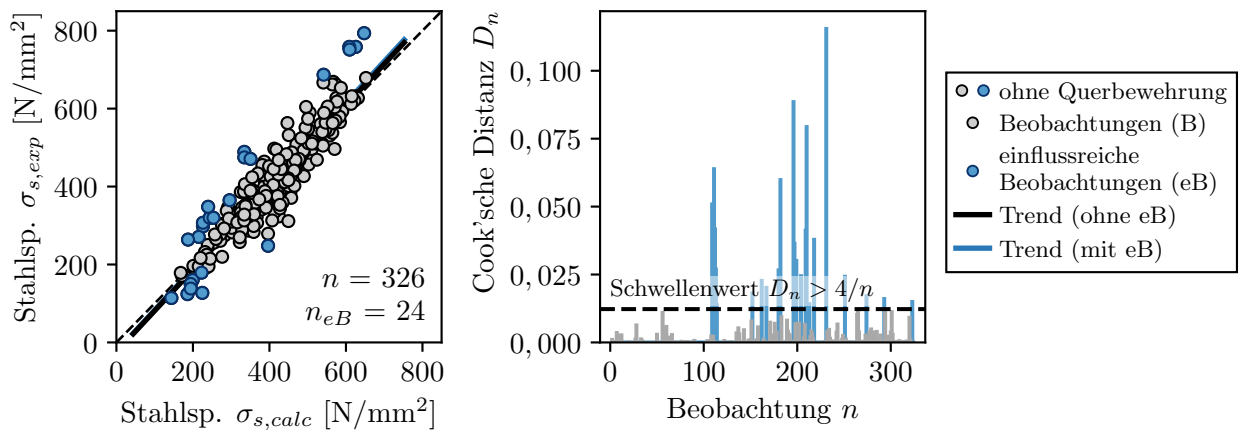 Stahlsp. σs,exp [N/mm²]
800
600
400
200
0
n = 326
neB = 24
0 200 400 600 800
Stahlsp. σs,calc [N/mm²]
Cook'sche Distanz Dn
0,100
0,075
0,050
0,025
0,000
Schwellenwert Dn > 4/n
0 100 200 300
Beobachtung n
ohne Querbewehrung
Beobachtungen (B)
einflussreiche
Beobachtungen (eB)
Trend (ohne eB)
Trend (mit eB)